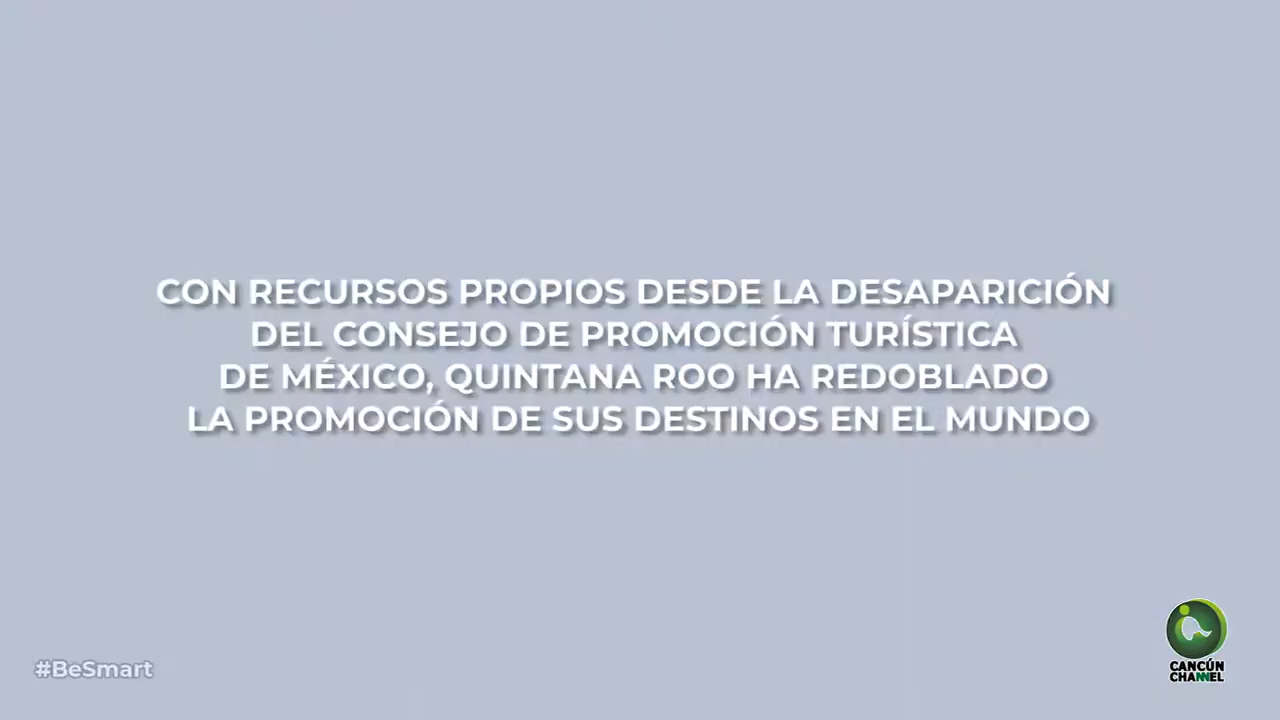 CON RECURSOS PROPIOS DESDE LA DESAPARICIÓN
DEL CONSEJO DE PROMOCIÓN TURÍSTICA
DE MÉXICO, QUINTANA ROO HA REDOBLADO
LA PROMOCIÓN DE SUS DESTINOS EN EL MUNDO
#BeSmart
CANCÚN
CHANNEL